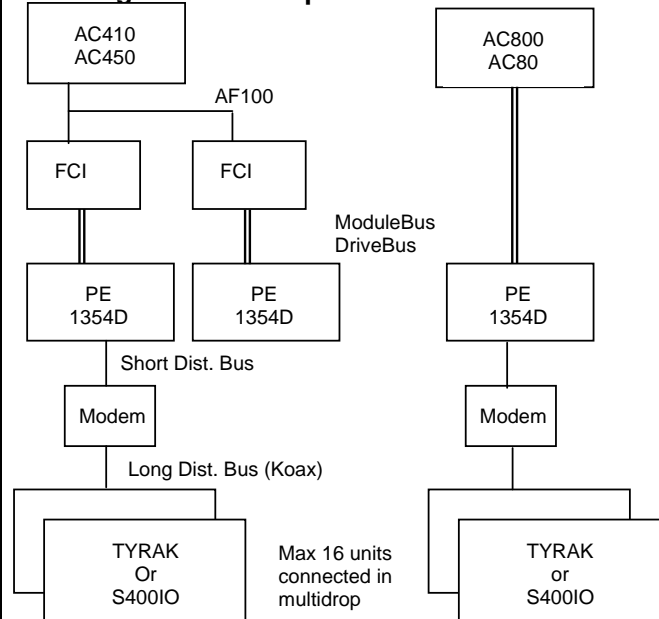 AC410
AC450
AC800
AC80
AF100
FCI
FCI
ModuleBus
DriveBus
PE
1354D
PE
1354D
PE
1354D
Short Dist. Bus
Modem
Modem
Long Dist. Bus (Koax)
TYRAK
Or
S400IO
Max 16 units
connected in
multidrop
TYRAK
or
S400IO